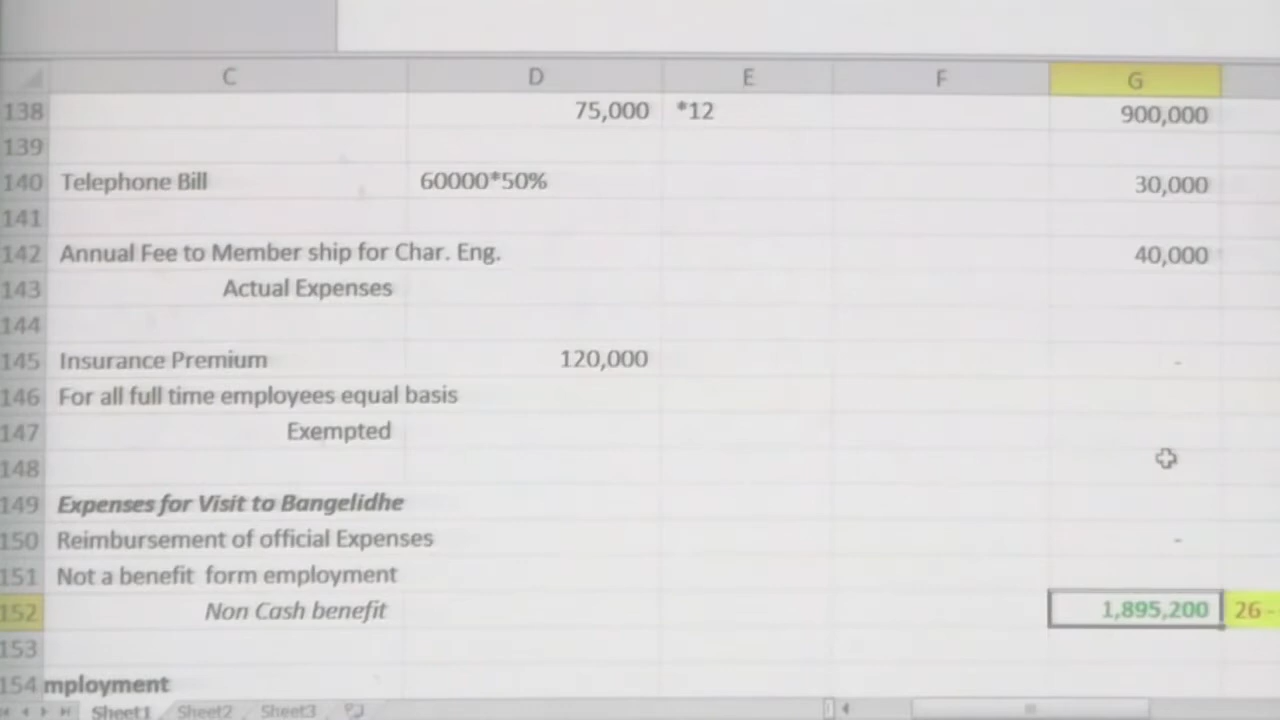 C D E F G
138 75,000 *12 900,000
139
140 Telephone Bill 60000*50% 30,000
141
142 Annual Fee to Member ship for Char. Eng. 40,000
143 Actual Expenses
144
145 Insurance Premium 120,000 -
146 For all full time employees equal basis
147 Exempted
148
149 Expenses for Visit to Bangelidhe
150 Reimbursement of official Expenses -
151 Not a benefit form employment
152 Non Cash benefit 1,895,200 26 -
153
154 mployment
Sheet1 Sheet2 Sheet3